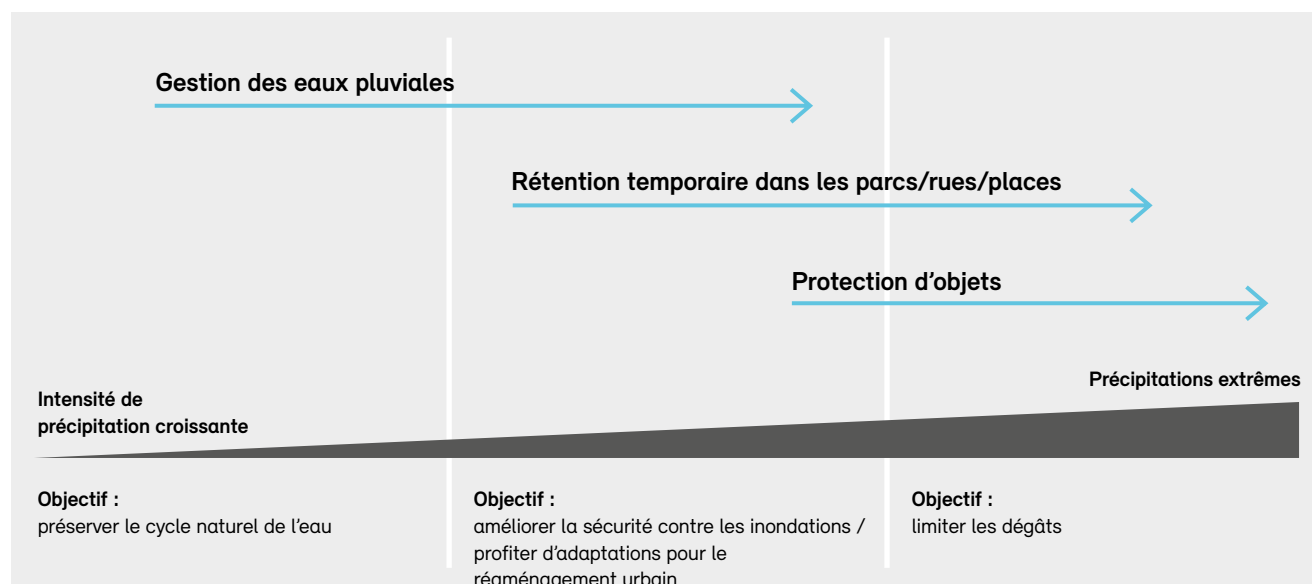 Gestion des eaux pluviales
Rétention temporaire dans les parcs/rues/places
Protection d’objets
Précipitations extrêmes
Intensité de
précipitation croissante
Objectif :
préserver le cycle naturel de l’eau
Objectif :
améliorer la sécurité contre les inondations /
profiter d’adaptations pour le
réaménagement urbain
Objectif :
limiter les dégâts